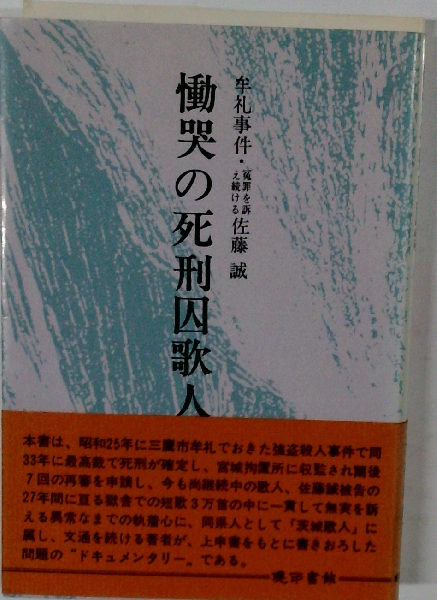 牟礼事件・冤罪を訴え続ける佐藤誠
慟哭の死刑囚歌人
本書は、昭和25年に三鷹市牟礼でおきた強盗殺人事件で同
33年に最高裁で死刑が確定し、宮城拘置所に収監され爾後
7回の再審を申請し、今も尚継続中の歌人、佐藤誠被告の
27年間に亘る獄舎での短歌3万首の中に一貫して無実を訴
える異常なまでの執着心に、同県人として「茨城歌人」に
属し、文通を続ける著者が、上申書をもとに書きおろした
問題の“ドキュメンタリー”である。
書館